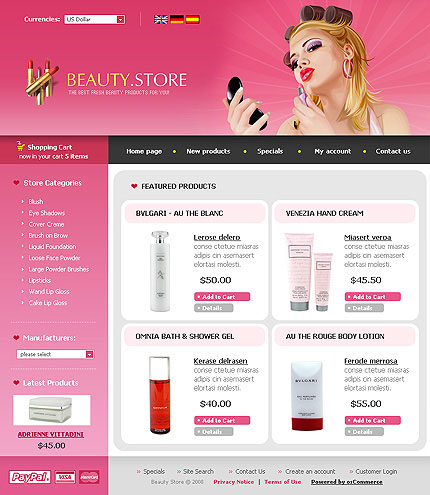 Currencies: US Dollar
BEAUTY.STORE
THE BEST FRESH BEAUTY PRODUCTS FOR YOU!
Shopping Cart
now in your cart 5 items
Home page New products Specials My account Contact us
Store Categories
Blush
Eye Shadows
Cover Creme
Brush on Brow
Liquid Foundation
Loose Face Powder
Large Powder Brushes
Lipsticks
Wand Lip Gloss
Cake Lip Gloss
Manufacturers:
please select
Latest Products
ADRIENNE VITTADINI
$45.00
FEATURED PRODUCTS
BVLGARI - AU THE BLANC
Lerose delero
conse ctetue miasras
adipis cin asemasert
elortasi molesti.
$50.00
Add to Cart
Details
VENEZIA HAND CREAM
Miasert verpa
conse ctetue miasras
adipis cin asemasert
elortasi molesti.
$45.50
Add to Cart
Details
OMNIA BATH & SHOWER GEL
Kerase delrasen
conse ctetue miasras
adipis cin asemasert
elortasi molesti.
$40.00
Add to Cart
Details
AU THE ROUGE BODY LOTION
BVLGARI
Ferode merrosa
conse ctetue miasras
adipis cin asemasert
elortasi molesti.
$55.00
Add to Cart
Details
PayPal VISA
Specials Site Search Contact Us Create an account Customer Login
Beauty Store © 2008 Privacy Notice | Terms of Use Powered by osCommerce